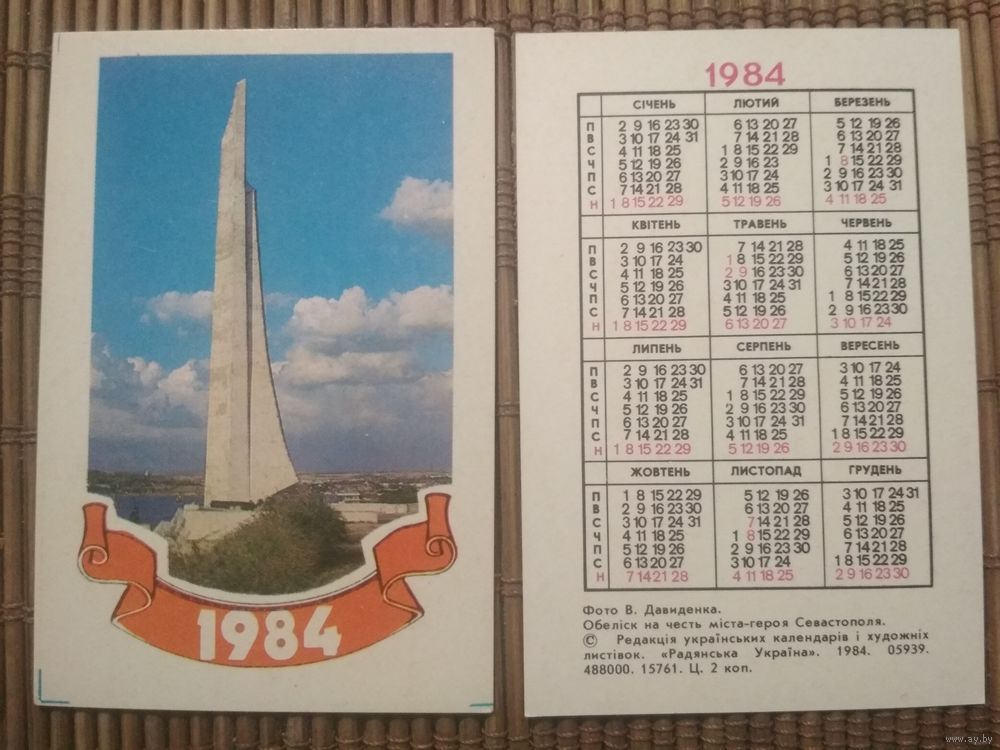 1984
1984
СІЧЕНЬ ЛЮТИЙ БЕРЕЗЕНЬ
П 2 9 16 23 30 6 13 20 27 5 12 19 26
В 3 10 17 24 31 7 14 21 28 6 13 20 27
С 4 11 18 25 1 8 15 22 29 7 14 21 28
Ч 5 12 19 26 2 9 16 23 1 8 15 22 29
П 6 13 20 27 3 10 17 24 2 9 16 23 30
С 7 14 21 28 4 11 18 25 3 10 17 24 31
Н 1 8 15 22 29 5 12 19 26 4 11 18 25
КВІТЕНЬ ТРАВЕНЬ ЧЕРВЕНЬ
П 2 9 16 23 30 7 14 21 28 4 11 18 25
В 3 10 17 24 1 8 15 22 29 5 12 19 26
С 4 11 18 25 2 9 16 23 30 6 13 20 27
Ч 5 12 19 26 3 10 17 24 31 7 14 21 28
П 6 13 20 27 4 11 18 25 1 8 15 22 29
С 7 14 21 28 5 12 19 26 2 9 16 23 30
Н 1 8 15 22 29 6 13 20 27 3 10 17 24
ЛИПЕНЬ СЕРПЕНЬ ВЕРЕСЕНЬ
П 2 9 16 23 30 6 13 20 27 3 10 17 24
В 3 10 17 24 31 7 14 21 28 4 11 18 25
С 4 11 18 25 1 8 15 22 29 5 12 19 26
Ч 5 12 19 26 2 9 16 23 30 6 13 20 27
П 6 13 20 27 3 10 17 24 31 7 14 21 28
С 7 14 21 28 4 11 18 25 1 8 15 22 29
Н 1 8 15 22 29 5 12 19 26 2 9 16 23 30
ЖОВТЕНЬ ЛИСТОПАД ГРУДЕНЬ
П 1 8 15 22 29 5 12 19 26 3 10 17 24 31
В 2 9 16 23 30 6 13 20 27 4 11 18 25
С 3 10 17 24 31 7 14 21 28 5 12 19 26
Ч 4 11 18 25 1 8 15 22 29 6 13 20 27
П 5 12 19 26 2 9 16 23 30 7 14 21 28
С 6 13 20 27 3 10 17 24 1 8 15 22 29
Н 7 14 21 28 4 11 18 25 2 9 16 23 30
Фото В. Давиденка.
Обеліск на честь міста-героя Севастополя.
© Редакція українських календарів і художніх
листівок. «Радянська Україна». 1984. 05939.
488000. 15761. Ц. 2 коп.
www.ay.by